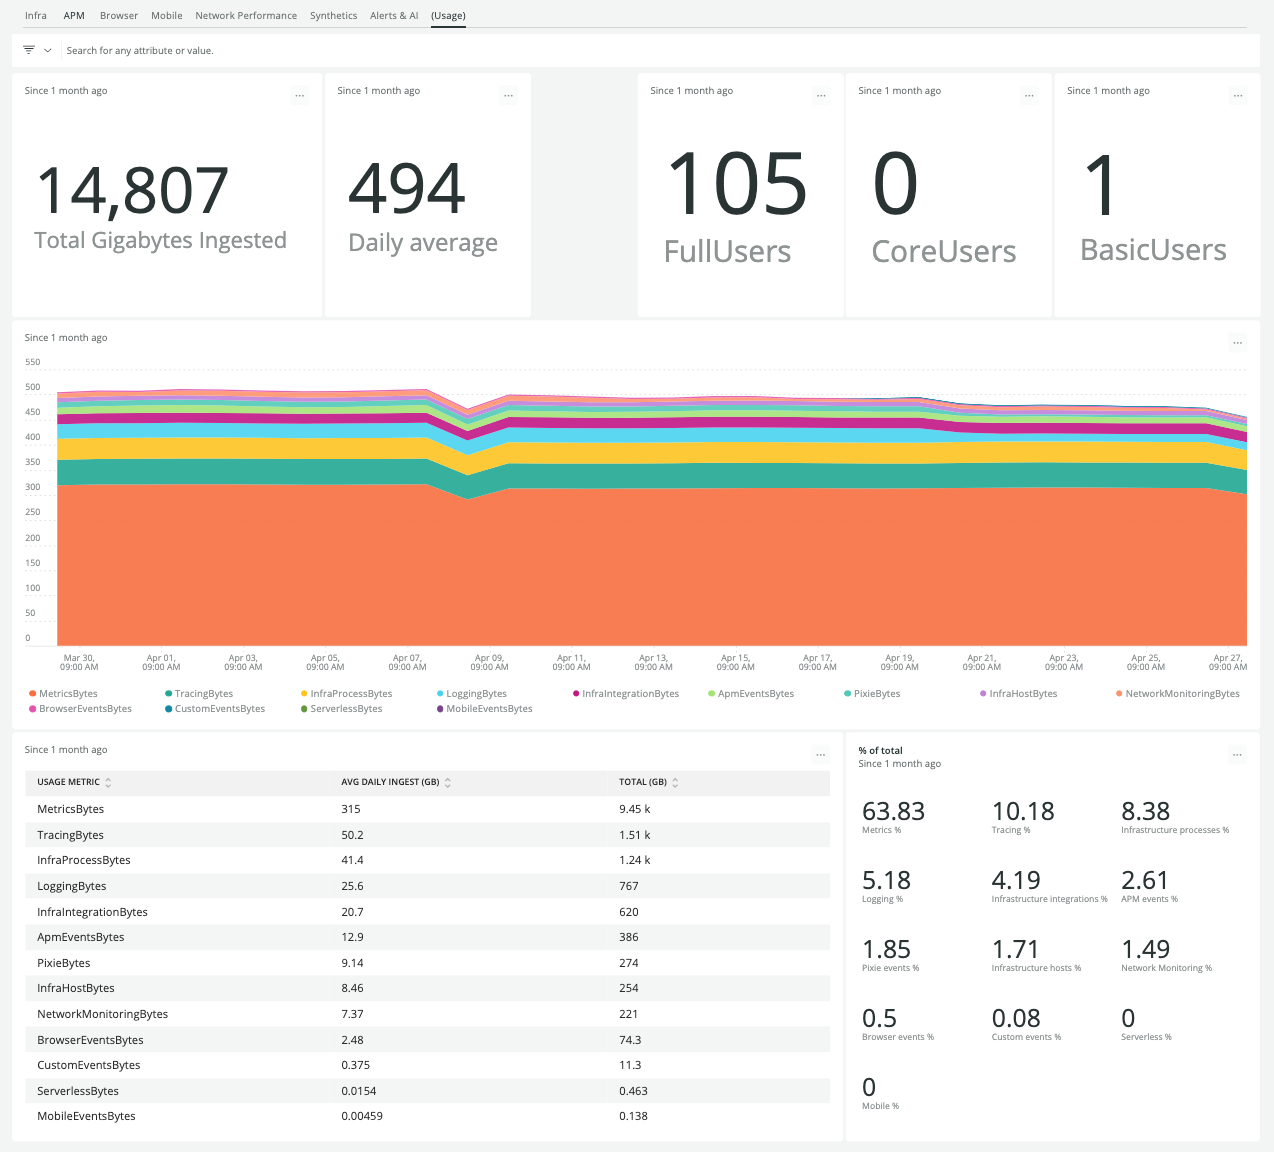 Infra APM Browser Mobile Network Performance Synthetics Alerts & AI (Usage)
Search for any attribute or value.
Since 1 month ago ...
14,807
Total Gigabytes Ingested
Since 1 month ago ...
494
Daily average
Since 1 month ago ...
105
FullUsers
Since 1 month ago ...
0
CoreUsers
Since 1 month ago ...
1
BasicUsers
Since 1 month ago ...
550
500
450
400
350
300
250
200
150
100
50
0
Mar 30, Apr 01, Apr 03, Apr 05, Apr 07, Apr 09, Apr 11, Apr 13, Apr 15, Apr 17, Apr 19, Apr 21, Apr 23, Apr 25, Apr 27,
09:00 AM 09:00 AM 09:00 AM 09:00 AM 09:00 AM 09:00 AM 09:00 AM 09:00 AM 09:00 AM 09:00 AM 09:00 AM 09:00 AM 09:00 AM 09:00 AM 09:00 AM
MetricsBytes TracingBytes InfraProcessBytes LoggingBytes InfraIntegrationBytes ApmEventsBytes PixieBytes InfraHostBytes NetworkMonitoringBytes
BrowserEventsBytes CustomEventsBytes ServerlessBytes MobileEventsBytes
Since 1 month ago ...
USAGE METRIC AVG DAILY INGEST (GB) TOTAL (GB)
MetricsBytes 315 9.45 k
TracingBytes 50.2 1.51 k
InfraProcessBytes 41.4 1.24 k
LoggingBytes 25.6 767
InfraIntegrationBytes 20.7 620
ApmEventsBytes 12.9 386
PixieBytes 9.14 274
InfraHostBytes 8.46 254
NetworkMonitoringBytes 7.37 221
BrowserEventsBytes 2.48 74.3
CustomEventsBytes 0.375 11.3
ServerlessBytes 0.0154 0.463
MobileEventsBytes 0.00459 0.138
% of total ...
Since 1 month ago
63.83 10.18 8.38
Metrics % Tracing % Infrastructure processes %
5.18 4.19 2.61
Logging % Infrastructure integrations % APM events %
1.85 1.71 1.49
Pixie events % Infrastructure hosts % Network Monitoring %
0.5 0.08 0
Browser events % Custom events % Serverless %
0
Mobile %